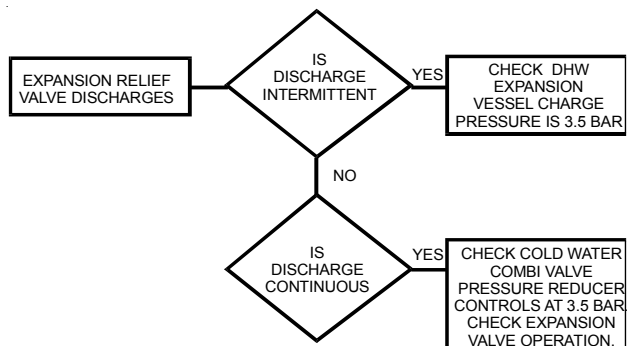 EXPANSION RELIEF
VALVE DISCHARGES
IS
DISCHARGE
INTERMITTENT
YES
CHECK DHW
EXPANSION
VESSEL CHARGE
PRESSURE IS 3.5 BAR
NO
IS
DISCHARGE
CONTINUOUS
YES
CHECK COLD WATER
COMBI VALVE
PRESSURE REDUCER
CONTROLS AT 3.5 BAR.
CHECK EXPANSION
VALVE OPERATION.